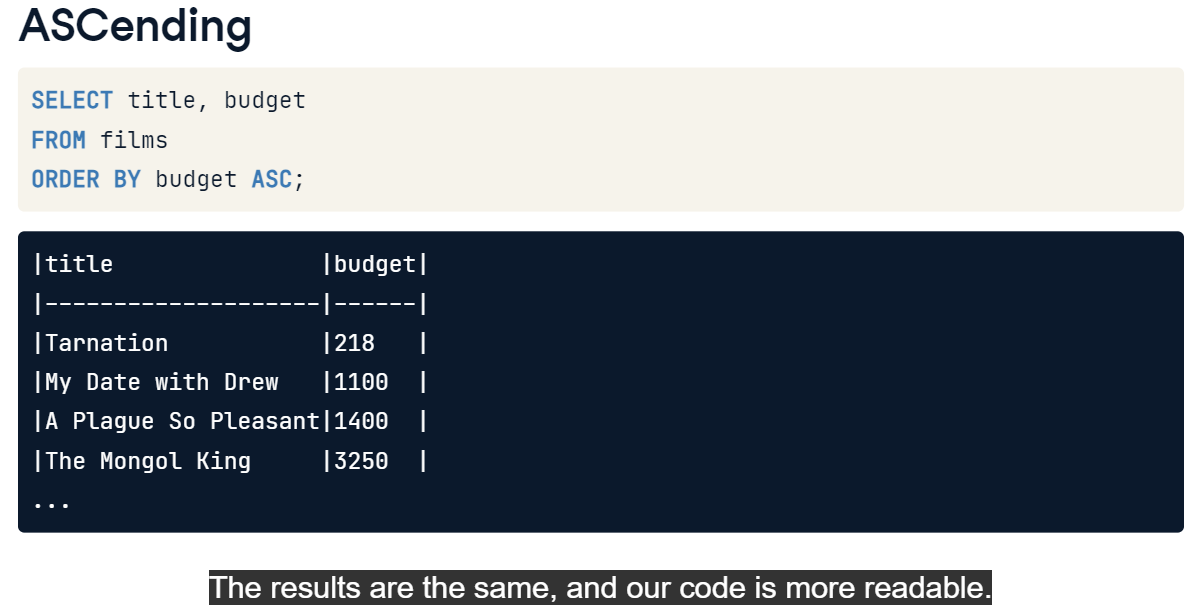 ASCending
SELECT title, budget
FROM films
ORDER BY budget ASC;
|title               |budget|
|--------------------|------|
|Tarnation           |218   |
|My Date with Drew   |1100  |
|A Plague So Pleasant|1400  |
|The Mongol King     |3250  |
...
The results are the same, and our code is more readable.